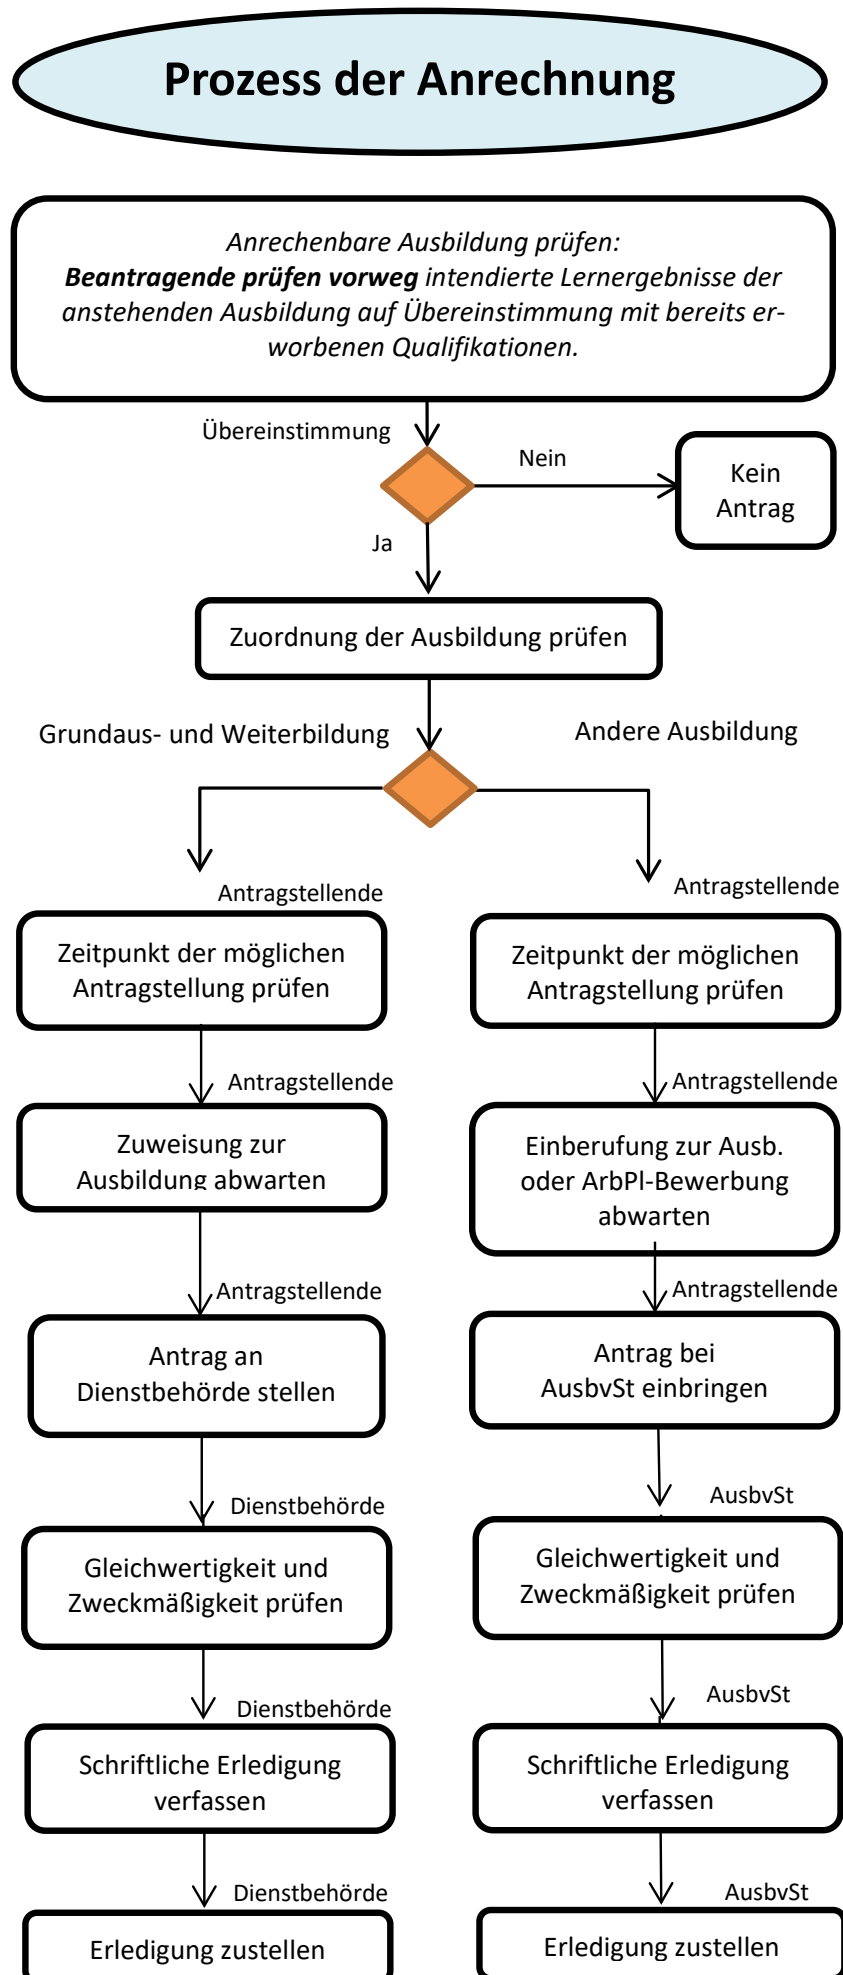 Prozess der Anrechnung
Anrechenbare Ausbildung prüfen:
Beantragende prüfen vorweg intendierte Lernergebnisse der
anstehenden Ausbildung auf Übereinstimmung mit bereits er-
worbenen Qualifikationen.
Übereinstimmung
Nein
Kein
Antrag
Ja
Zuordnung der Ausbildung prüfen
Grundaus- und Weiterbildung
Andere Ausbildung
Antragstellende
Zeitpunkt der möglichen
Antragstellung prüfen
Antragstellende
Zuweisung zur
Ausbildung abwarten
Antragstellende
Antrag an
Dienstbehörde stellen
Dienstbehörde
Gleichwertigkeit und
Zweckmäßigkeit prüfen
Dienstbehörde
Schriftliche Erledigung
verfassen
Dienstbehörde
Erledigung zustellen
Antragstellende
Zeitpunkt der möglichen
Antragstellung prüfen
Antragstellende
Einberufung zur Ausb.
oder ArbPl-Bewerbung
abwarten
Antragstellende
Antrag bei
AusbvSt einbringen
AusbvSt
Gleichwertigkeit und
Zweckmäßigkeit prüfen
AusbvSt
Schriftliche Erledigung
verfassen
AusbvSt
Erledigung zustellen